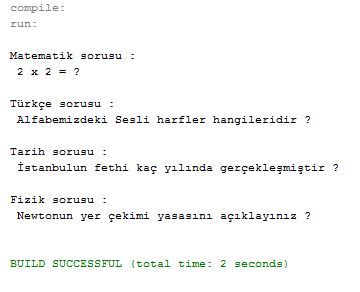 compile:
run:
Matematik sorusu :
2 x 2 = ?
Türkçe sorusu :
Alfabemizdeki Sesli harfler hangileridir ?
Tarih sorusu :
İstanbulun fethi kaç yılında gerçekleşmiştir ?
Fizik sorusu :
Newtonun yer çekimi yasasını açıklayınız ?
BUILD SUCCESSFUL (total time: 2 seconds)